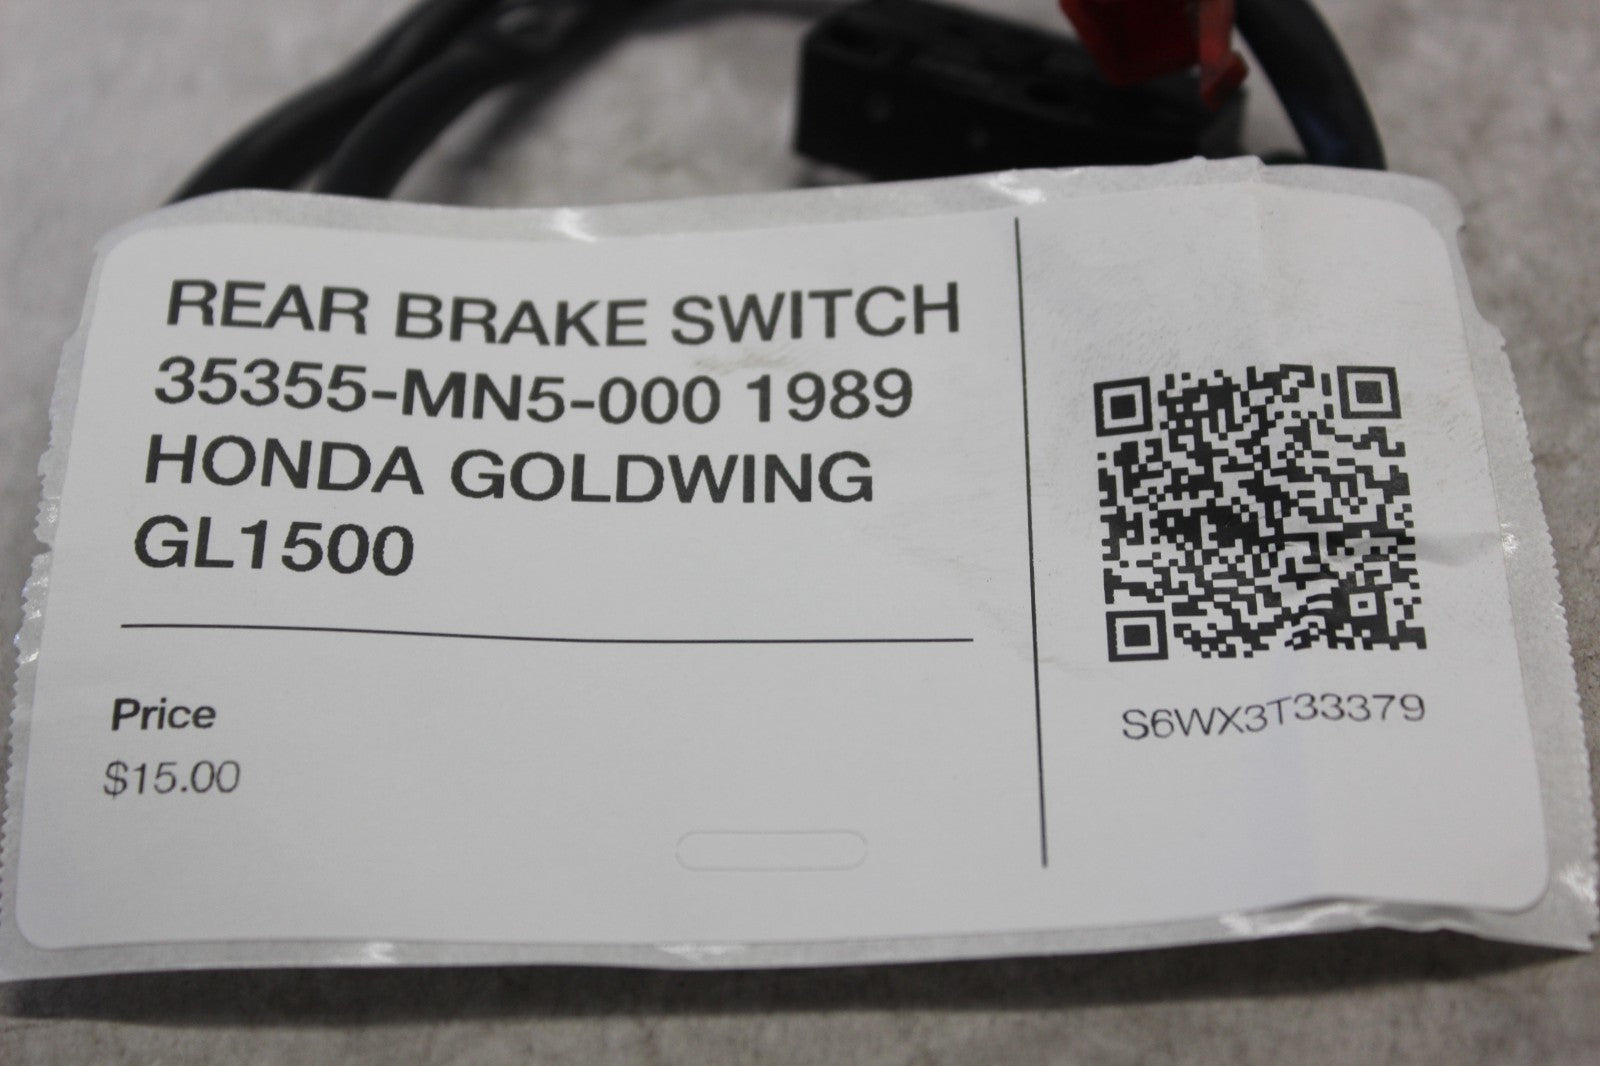 REAR BRAKE SWITCH
35355-MN5-000 1989
HONDA GOLDWING
GL1500
Price
$15.00
S6WX3T33379